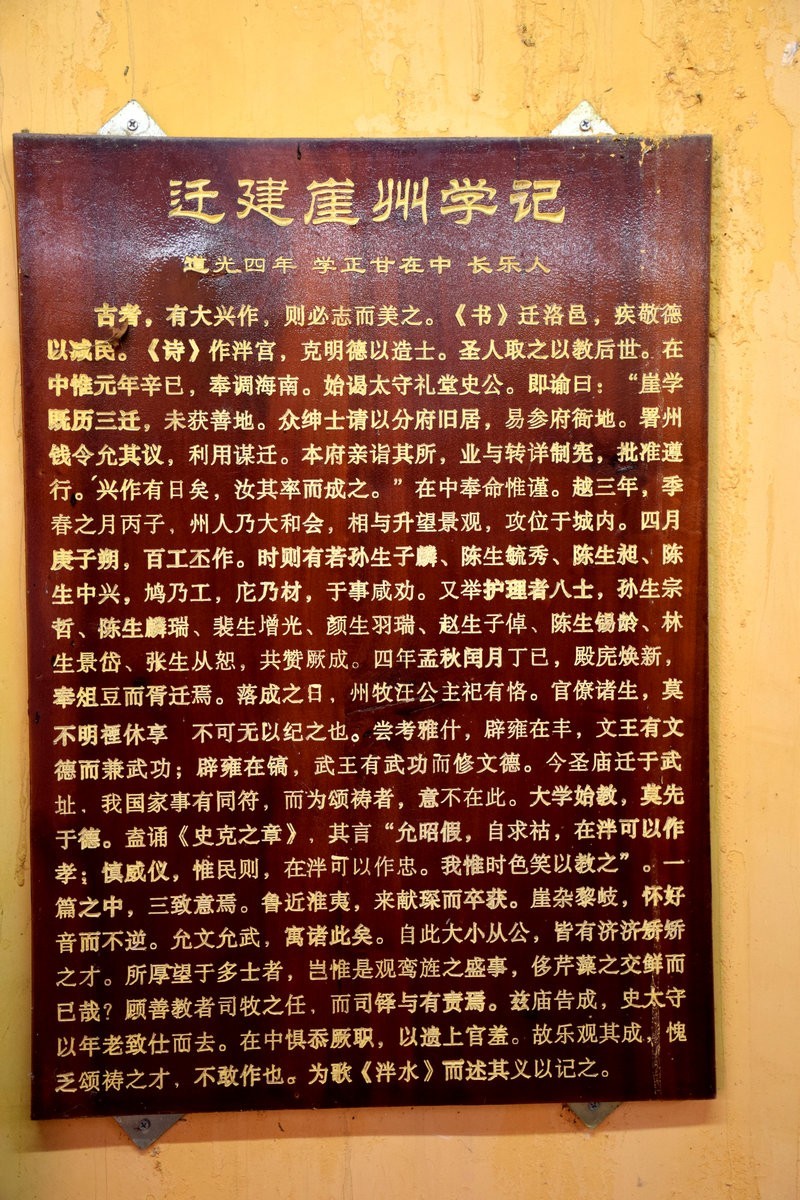 迁建崖州学记
道光四年 学正甘在中 长乐人
古者，有大兴作，则必志而美之。《书》迁洛邑，疾敬德
以诚民。《诗》作泮宫，克明德以造士。圣人取之以教后世。在
中惟元年辛巳，奉调海南。始谒太守礼堂史公。即谕曰：“崖学
既历三迁，未获善地。众绅士请以分府旧居，易参府衙地。署州
钱令允其议，利用谋迁。本府亲诣其所，业与转详制宪，批准遵
行。兴作有日矣，汝其率而成之。”在中奉命惟谨。越三年，季
春之月丙子，州人乃大和会，相与升望景观，攻位于城内。四月
庚子朔，百工丕作。时则有若孙生子麟、陈生毓秀、陈生昶、陈
生中兴，鸠乃工，庀乃材，于事咸劝。又举护理者八士，孙生宗
哲、陈生麟瑞、裴生增光、颜生羽瑞、赵生子倬、陈生锡龄、林
生景岱、张生从恕，共赞厥成。四年孟秋闰月丁巳，殿庑焕新，
奉俎豆而胥迁焉。落成之日，州牧汪公主祀有恪。官僚诸生，莫
不明禋休享 不可无以纪之也。尝考雅什，辟雍在丰，文王有文
德而兼武功；辟雍在镐，武王有武功而修文德。今圣庙迁于武
址，我国家事有同符，而为颂祷者，意不在此。大学始教，莫先
于德。盍诵《史克之章》，其言“允昭假，自求祜，在泮可以作
孝；慎威仪，惟民则，在泮可以作忠。我惟时色笑以教之”。一
篇之中，三致意焉。鲁近淮夷，来献琛而卒获。崖杂黎岐，怀好
音而不逆。允文允武，寓诸此矣。自此大小从公，皆有济济矫矫
之才。所厚望于多士者，岂惟是观鸾旌之盛事，侈芹藻之交鲜而
已哉？顾善教者司牧之任，而司铎与有责焉。兹庙告成，史太守
以年老致仕而去。在中惧忝厥职，以遗上官羞。故乐观其成，愧
乏颂祷之才，不敢作也。为歌《泮水》而述其义以记之。